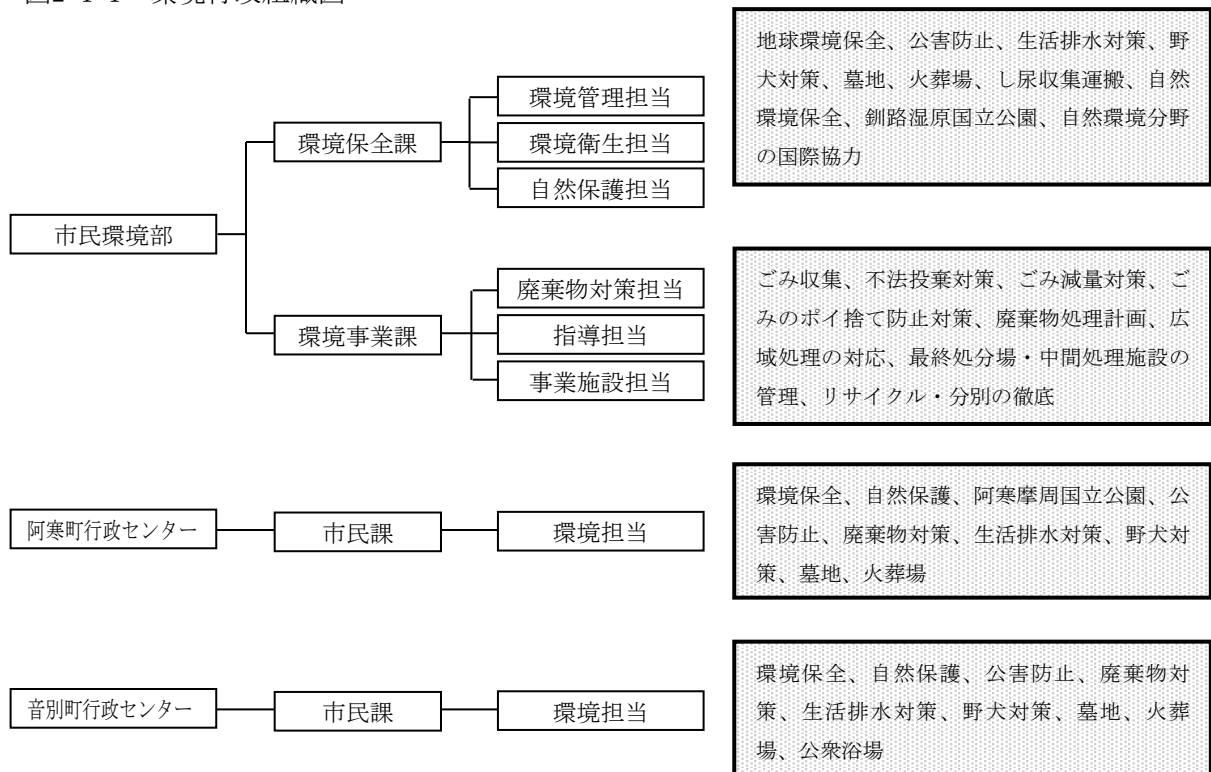 図2-1-1 環境行政組織図
地球環境保全、公害防止、生活排水対策、野
犬対策、墓地、火葬場、し尿収集運搬、自然
環境保全、釧路湿原国立公園、自然環境分野
の国際協力
環境管理担当
環境保全課
環境衛生担当
自然保護担当
市民環境部
ごみ収集、不法投棄対策、ごみ減量対策、ご
みのポイ捨て防止対策、廃棄物処理計画、広
域処理の対応、最終処分場・中間処理施設の
管理、リサイクル・分別の徹底
廃棄物対策担当
環境事業課
指導担当
事業施設担当
阿寒町行政センター
市民課
環境担当
環境保全、自然保護、阿寒摩周国立公園、公
害防止、廃棄物対策、生活排水対策、野犬対
策、墓地、火葬場
音別町行政センター
市民課
環境担当
環境保全、自然保護、公害防止、廃棄物対
策、生活排水対策、野犬対策、墓地、火葬
場、公衆浴場